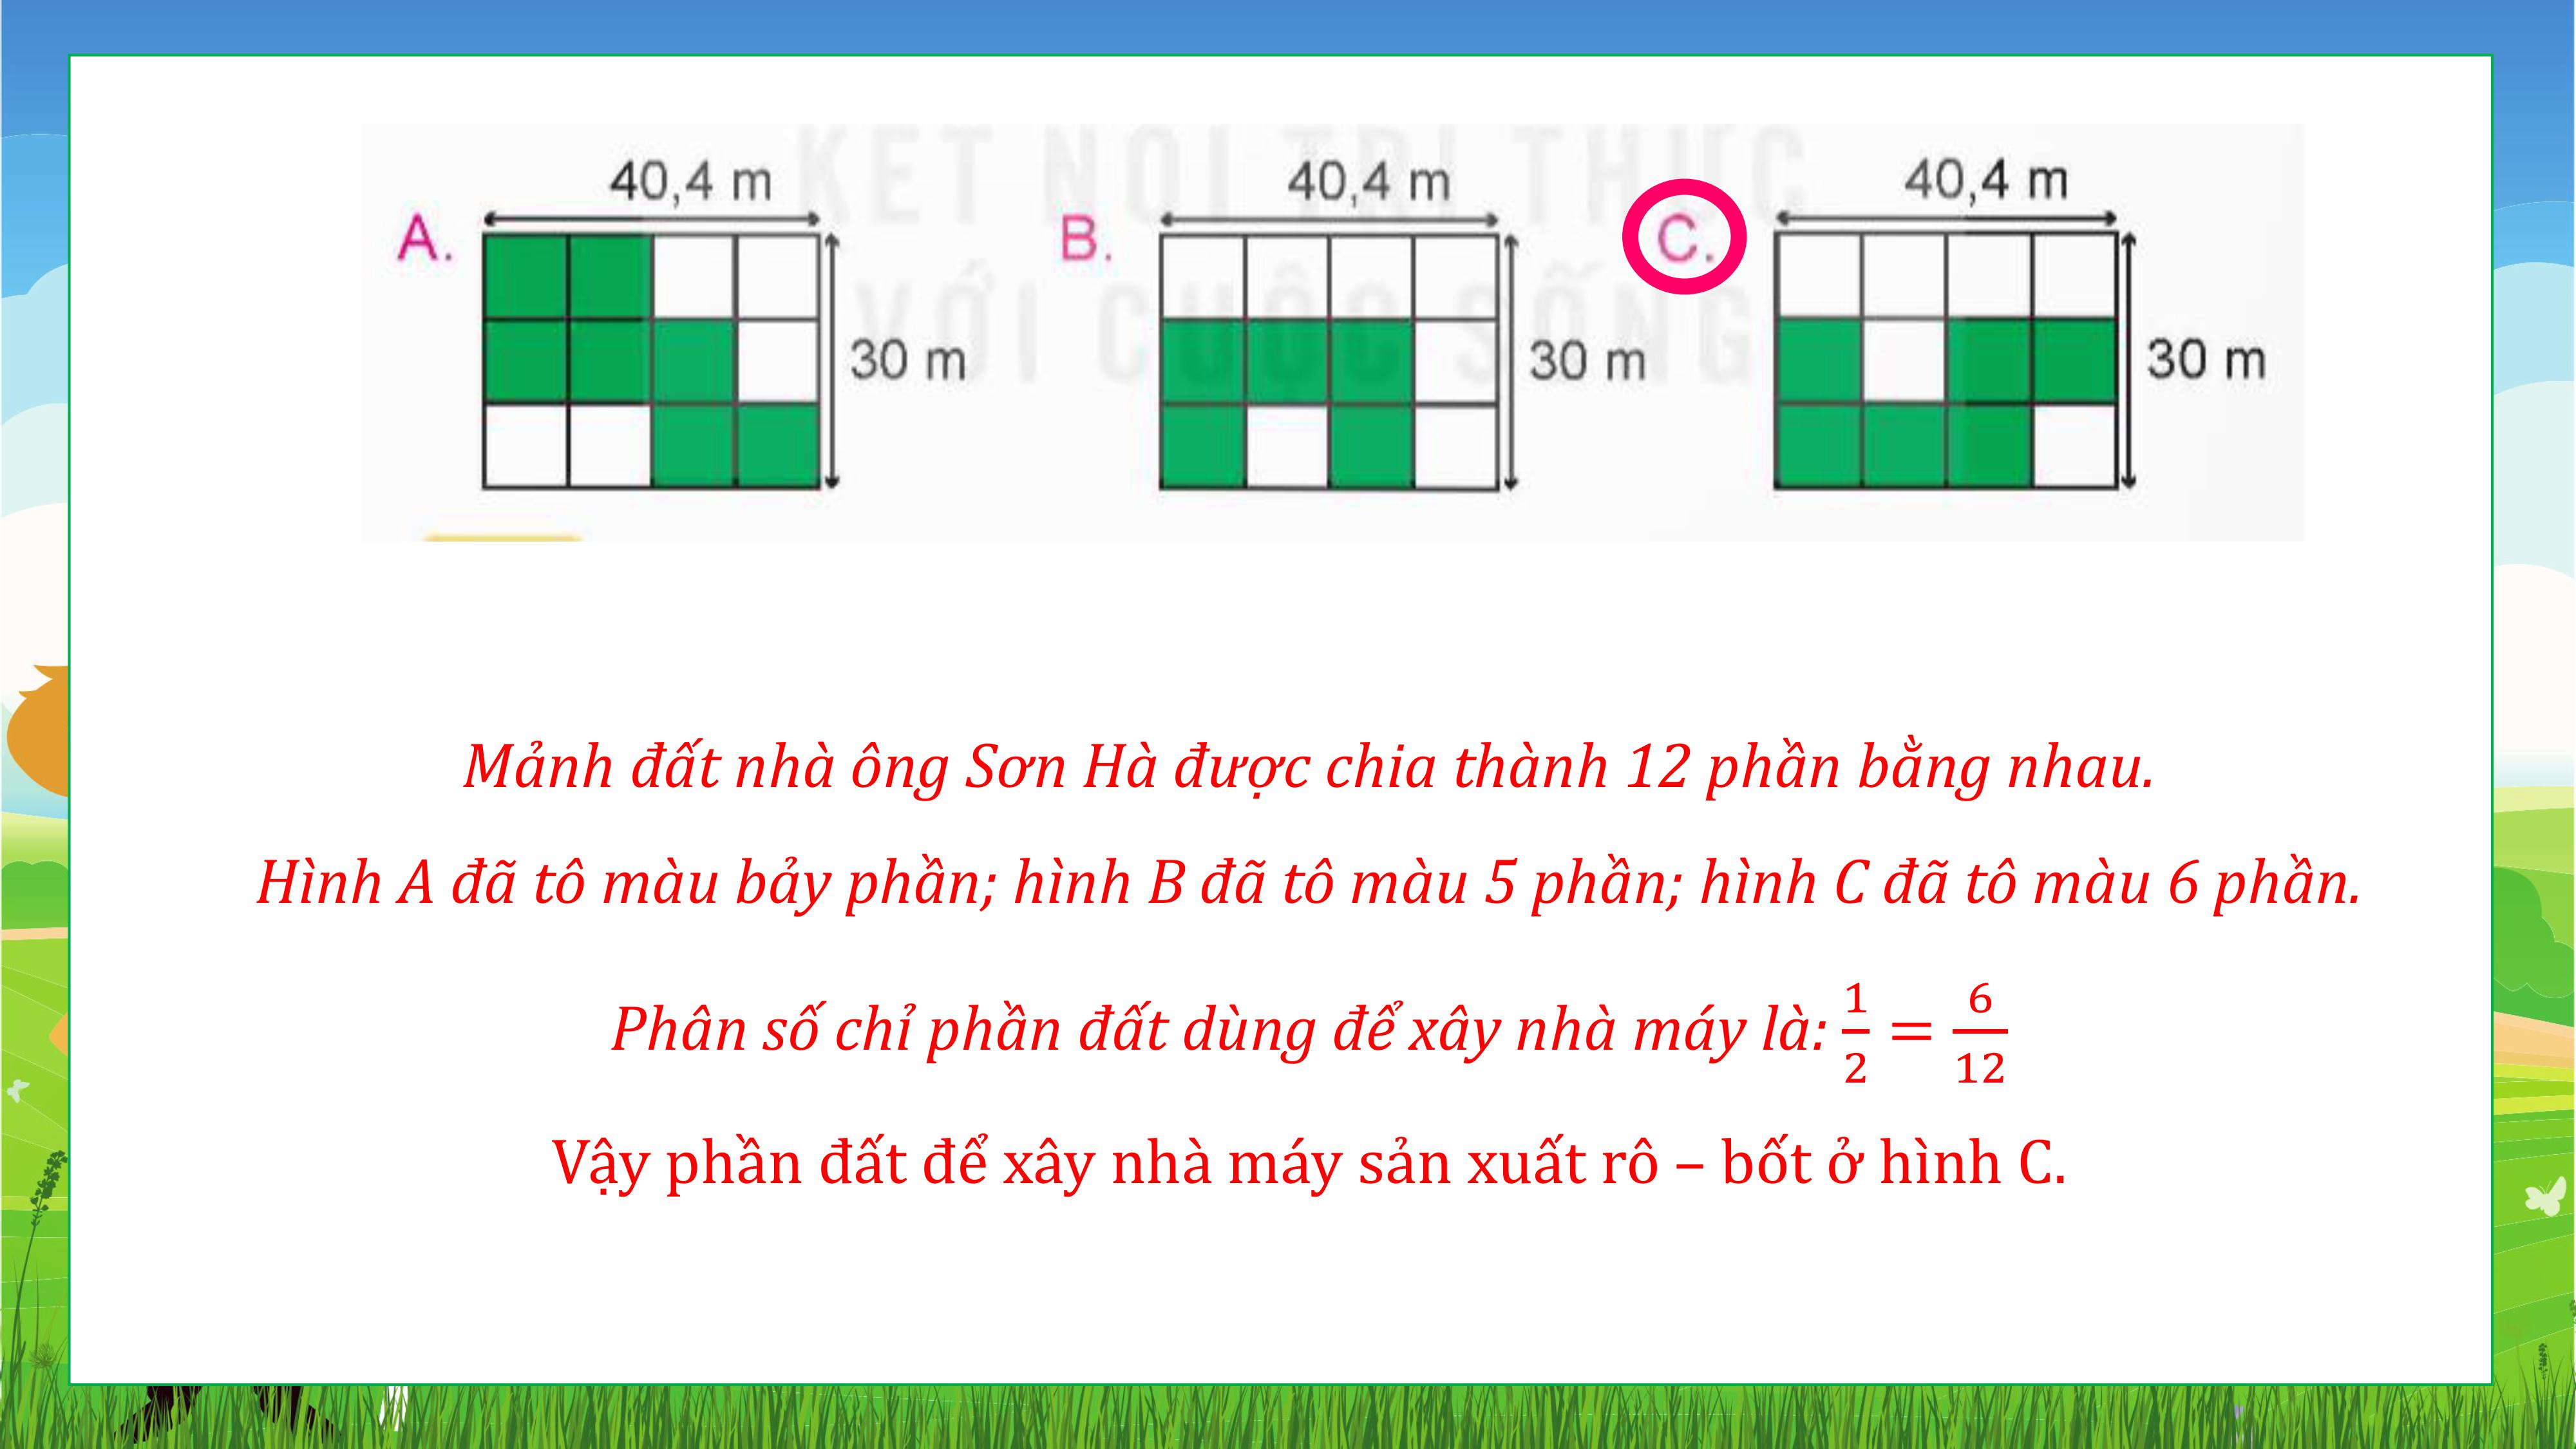 KẾT NỐI TRI THỨC
VỚI CUỘC SỐNG
40,4 m
A.
30 m
40,4 m
B.
30 m
40,4 m
C.
30 m
Mảnh đất nhà ông Sơn Hà được chia thành 12 phần bằng nhau.
Hình A đã tô màu bảy phần; hình B đã tô màu 5 phần; hình C đã tô màu 6 phần.
Phân số chỉ phần đất dùng để xây nhà máy là: 1/2 = 6/12
Vậy phần đất để xây nhà máy sản xuất rô – bốt ở hình C.